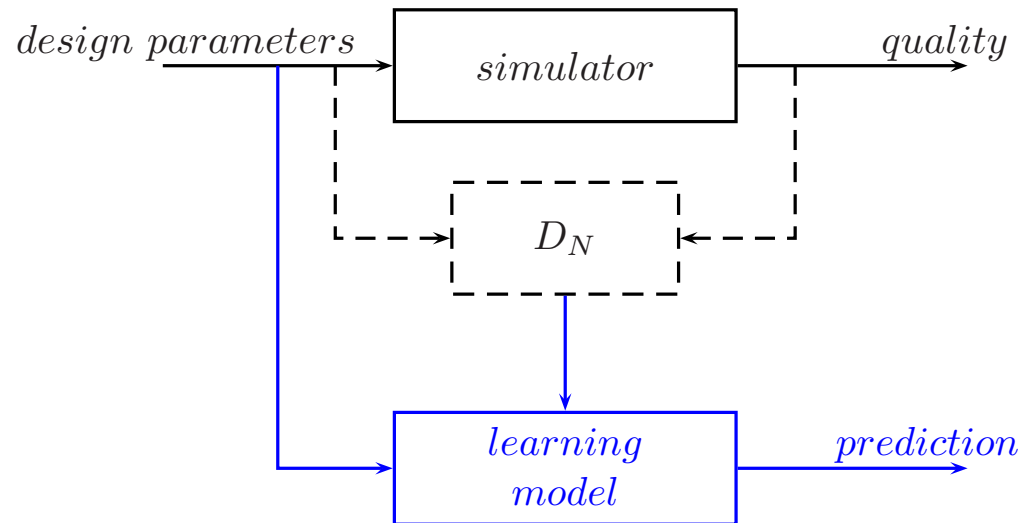 design parameters
quality
simulator
D_N
learning
model
prediction